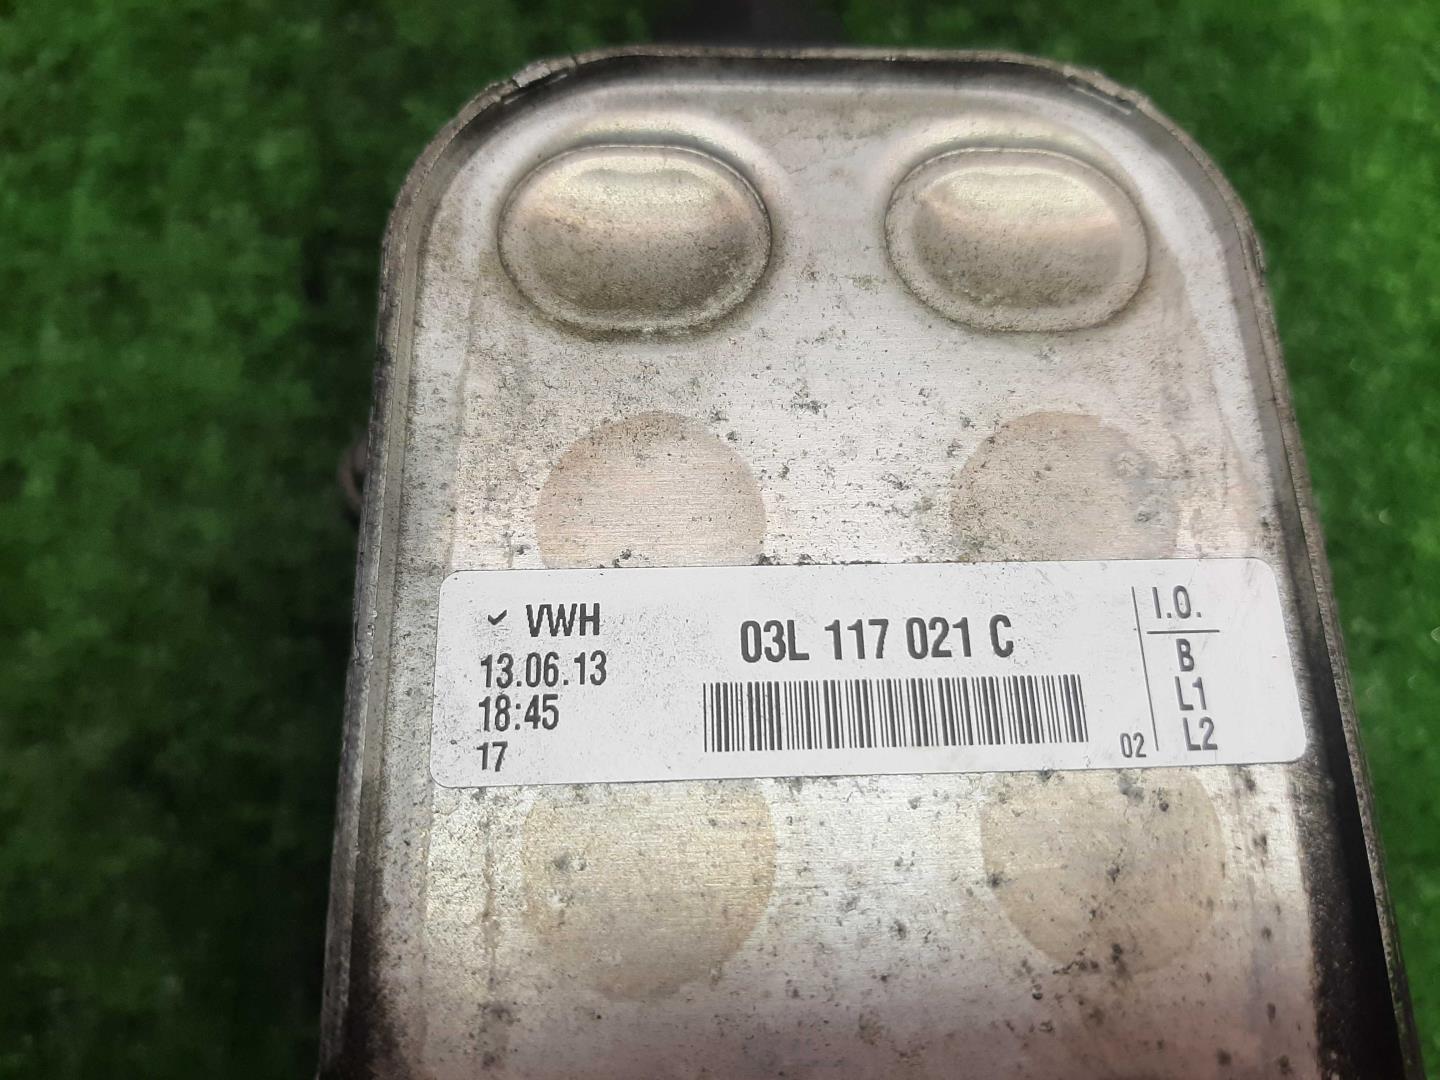 ✓ VWH
13.06.13
18:45
17
03L 117 021 C
02
I.O.
B
L1
L2